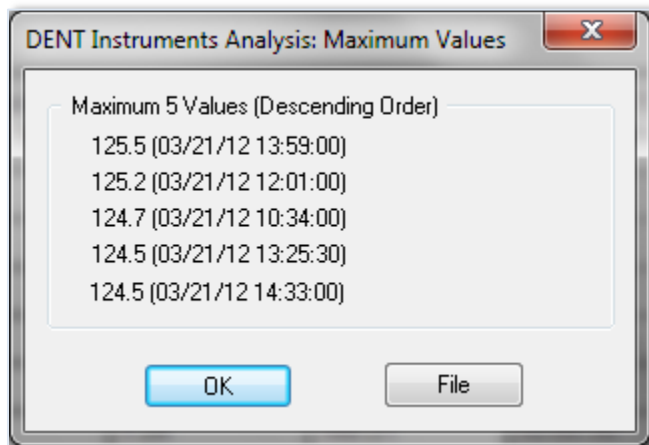 DENT Instruments Analysis: Maximum Values
Maximum 5 Values (Descending Order)
125.5 (03/21/12 13:59:00)
125.2 (03/21/12 12:01:00)
124.7 (03/21/12 10:34:00)
124.5 (03/21/12 13:25:30)
124.5 (03/21/12 14:33:00)
OK File